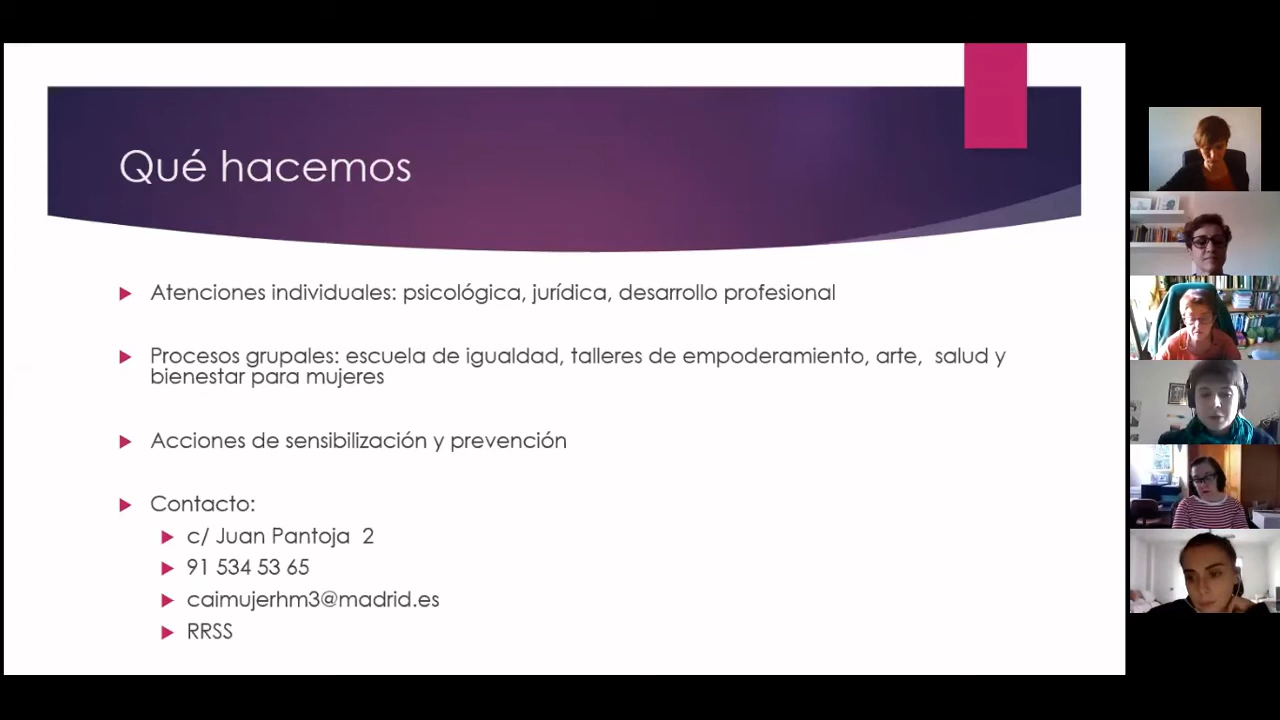 Qué hacemos
Atenciones individuales: psicológica, jurídica, desarrollo profesional
Procesos grupales: escuela de igualdad, talleres de empoderamiento, arte, salud y
bienestar para mujeres
Acciones de sensibilización y prevención
Contacto:
c/ Juan Pantoja 2
91 534 53 65
caimujerhm3@madrid.es
RRSS